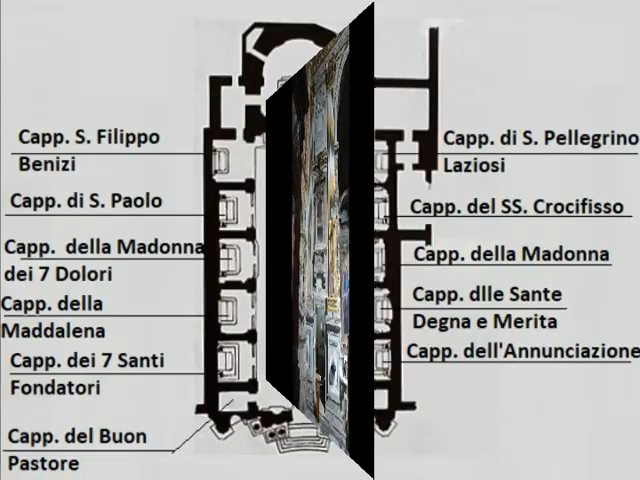 Capp. S. Filippo
Benizi
Capp. di S. Paolo
Capp. della Madonna
dei 7 Dolori
Capp. della
Maddalena
Capp. dei 7 Santi
Fondatori
Capp. del Buon
Pastore
Capp. di S. Pellegrino
Laziosi
Capp. del SS. Crocifisso
Capp. della Madonna
Capp. dlle Sante
Degna e Merita
Capp. dell'Annunciazione